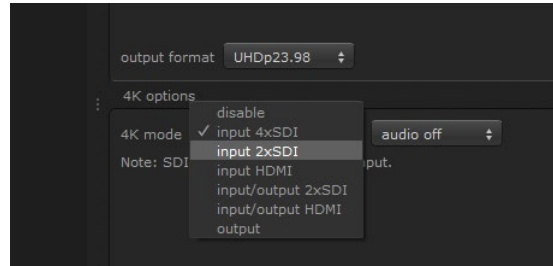 output format UHDp23.98
4K options
disable
4K mode ✓ input 4xSDI audio off
input 2xSDI
Note: SDI put.
input HDMI
input/output 2xSDI
input/output HDMI
output